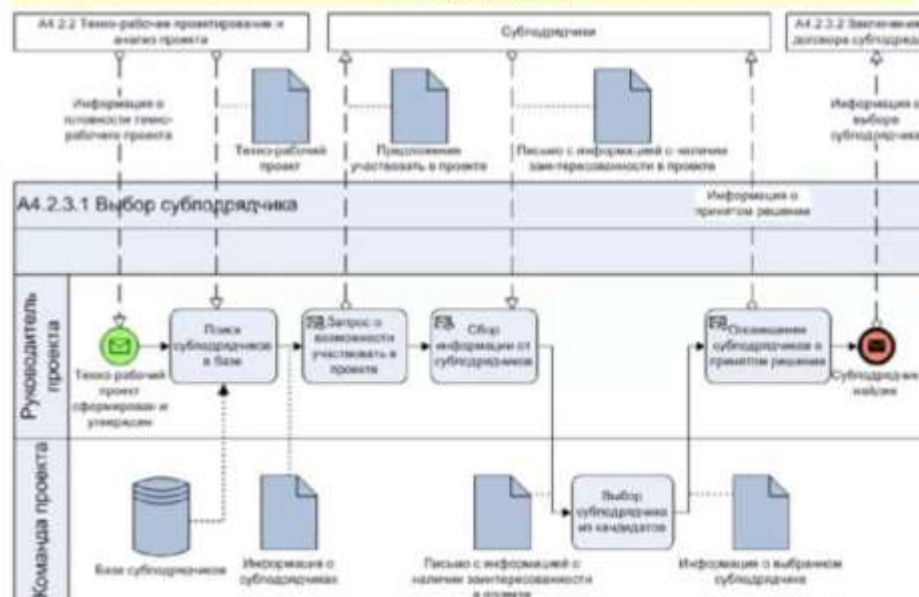 А4.2.2 Техно-рабочее проектирование и
анализ проекта
Субподрядчики
А4.2.3.2 Заключение
договора субподряда
Информация о
готовности техно-
рабочего проекта
Техно-рабочий
проект
Предложения
участвовать в проекте
Письмо с информацией о наличии
заинтересованности в проекте
Информация о
выборе
субподрядчика
А4.2.3.1 Выбор субподрядчика
Информация о
принятом решении
Руководитель
проекта
Поиск
субподрядчиков
в базе
Запрос о
возможности
участвовать в
проекте
Сбор
информации от
субподрядчиков
Оповещение
субподрядчиков о
принятом решении
Техно-рабочий
проект
сформирован и
утвержден
Субподрядчик
найден
Команда проекта
База субподрядчиков
Информация о
субподрядчиках
Письмо с информацией о
наличии заинтересованности
в проекте
Выбор
субподрядчика
из кандидатов
Информация о выбранном
субподрядчике